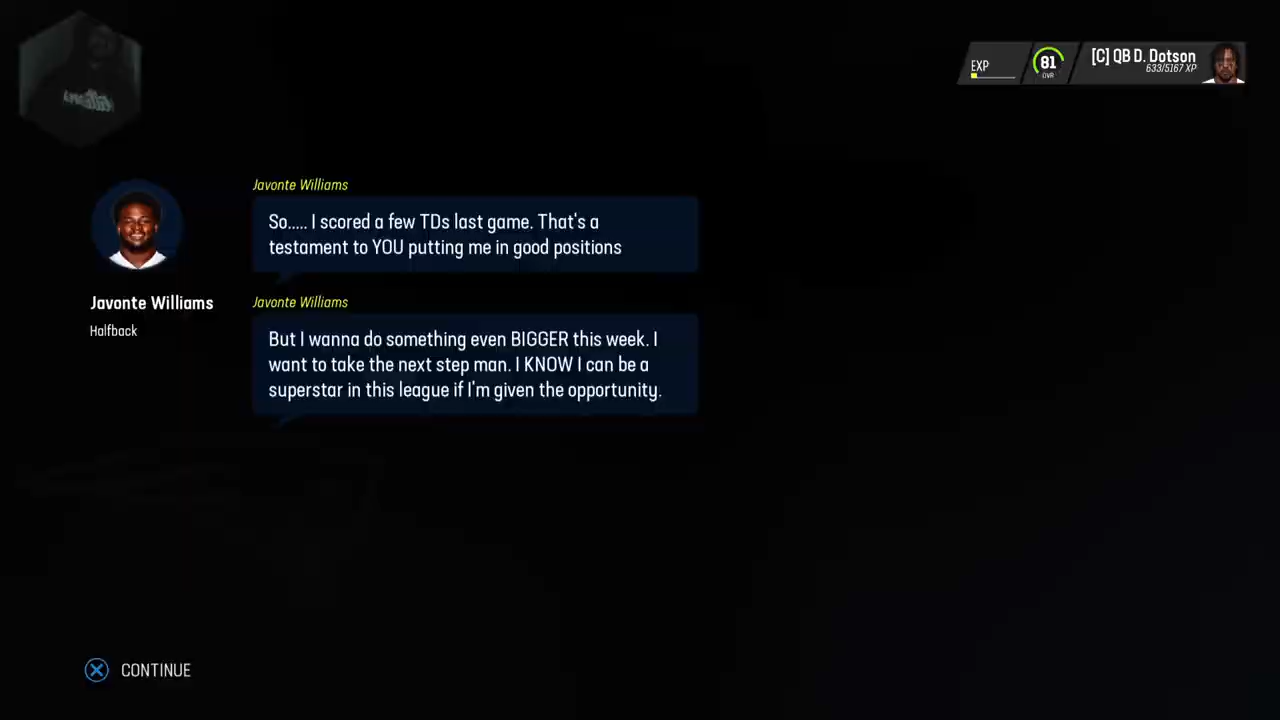 EXP
81
OVR
[C] QB D. Dotson
633/5167 XP
Javonte Williams
So..... I scored a few TDs last game. That's a
testament to YOU putting me in good positions
Javonte Williams
Halfback
Javonte Williams
But I wanna do something even BIGGER this week. I
want to take the next step man. I KNOW I can be a
superstar in this league if I'm given the opportunity.
CONTINUE